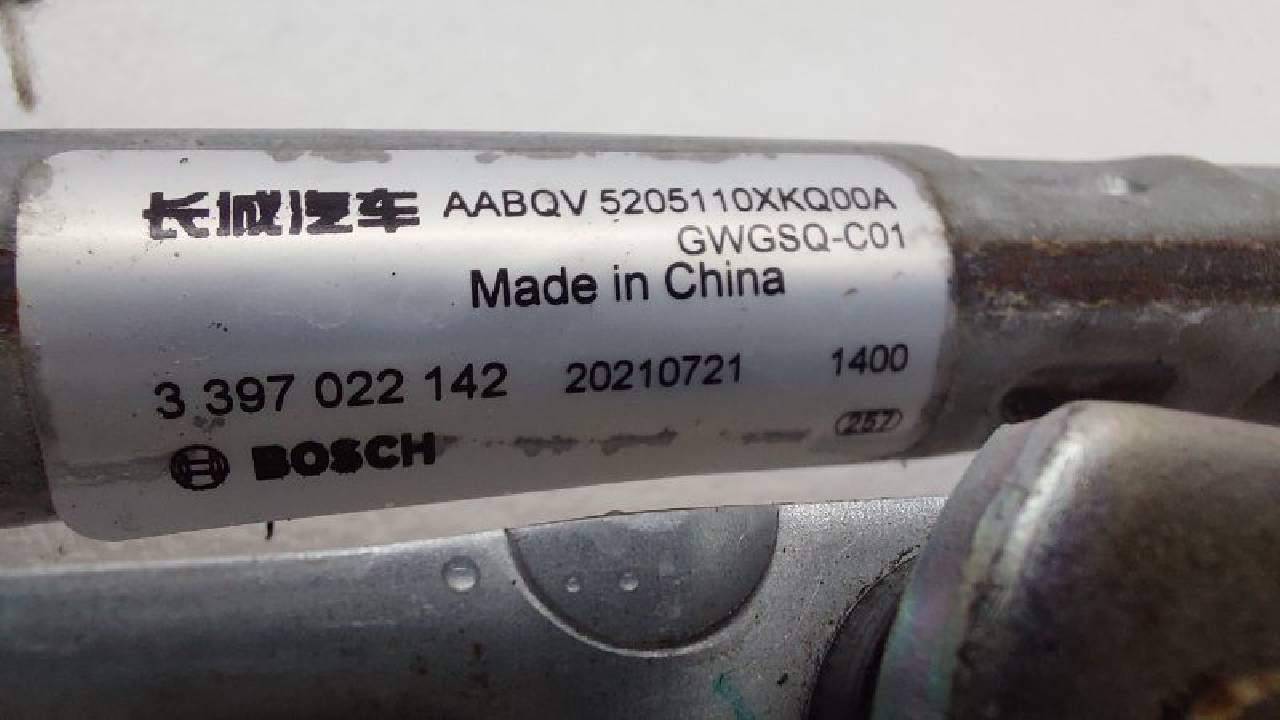 长城汽车 AABQV 5205110XKQ00A
GWGSQ-C01
Made in China
3 397 022 142 20210721 1400
BOSCH 257